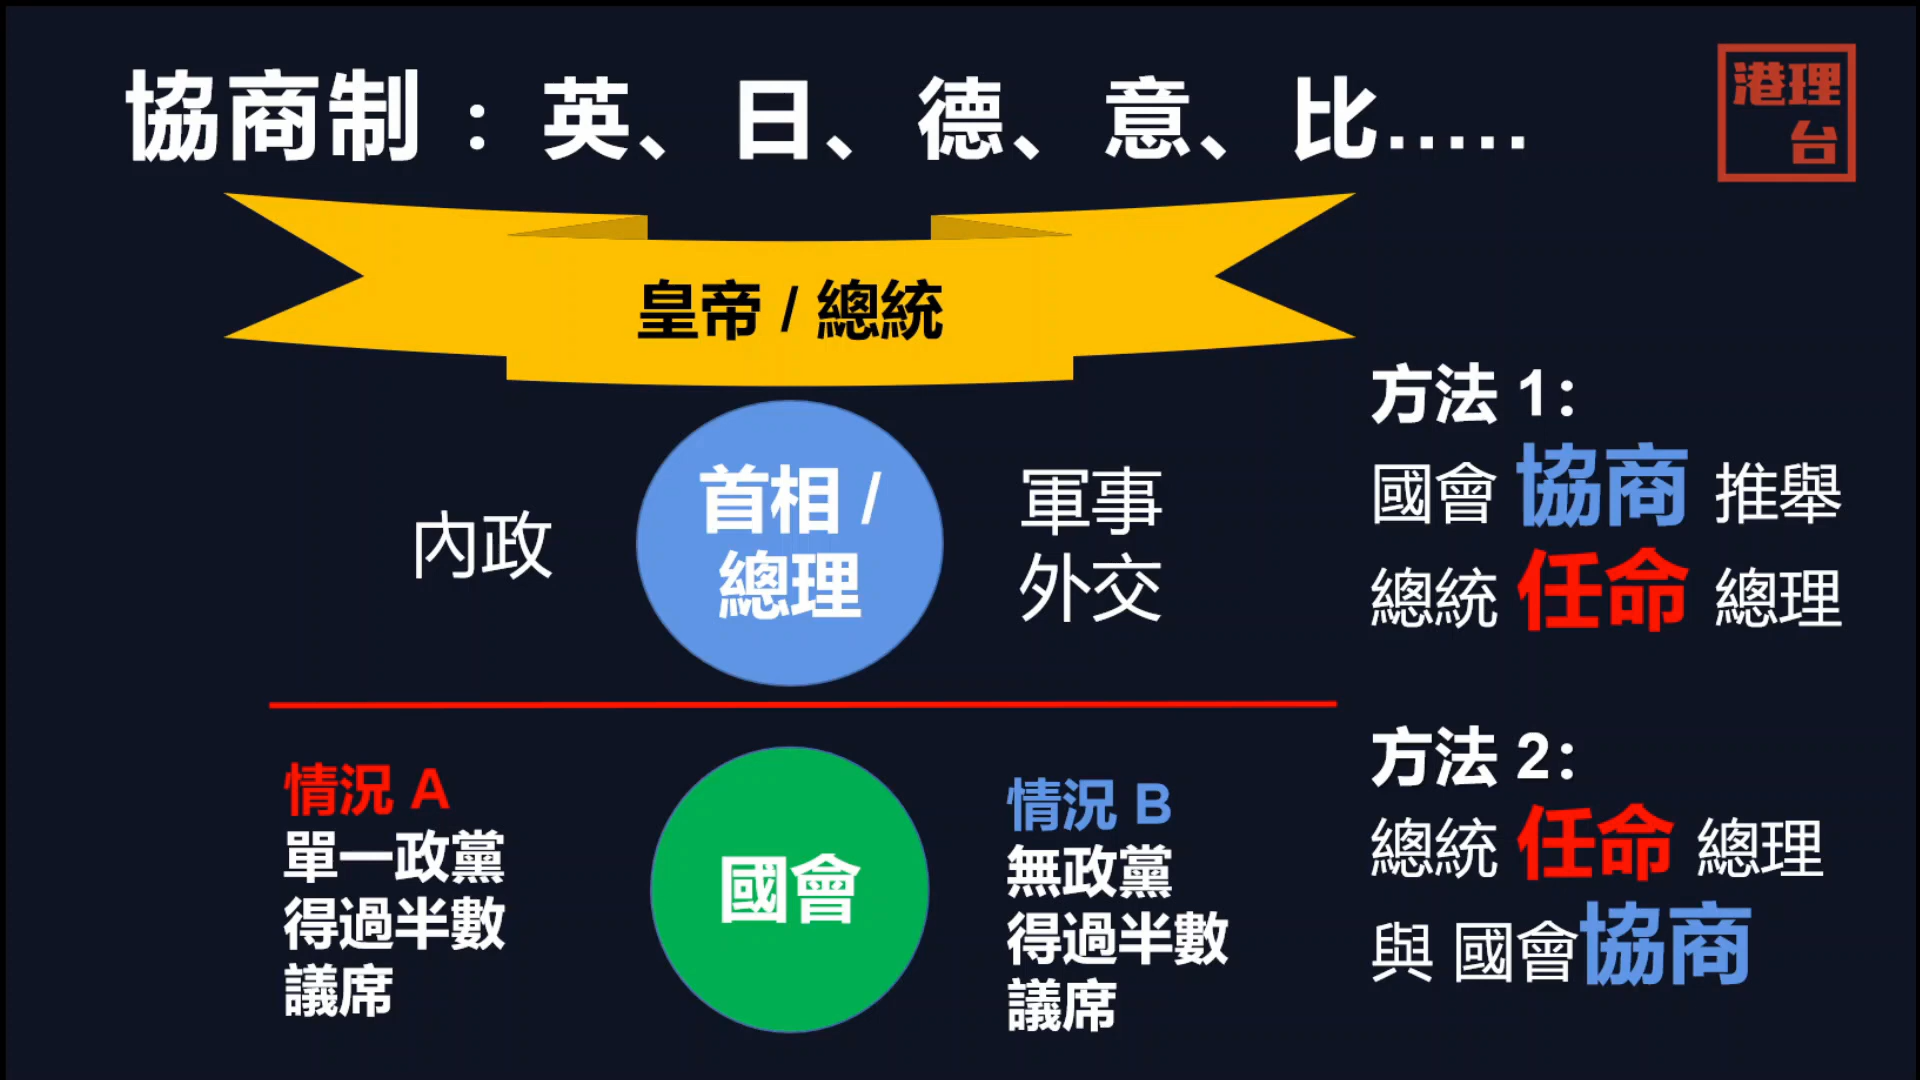 協商制：英、日、德、意、比.....
港理
台
皇帝 / 總統
內政
首相 /
總理
軍事
外交
方法 1：
國會 協商 推舉
總統 任命 總理
方法 2：
總統 任命 總理
與 國會協商
情況 A
單一政黨
得過半數
議席
國會
情況 B
無政黨
得過半數
議席